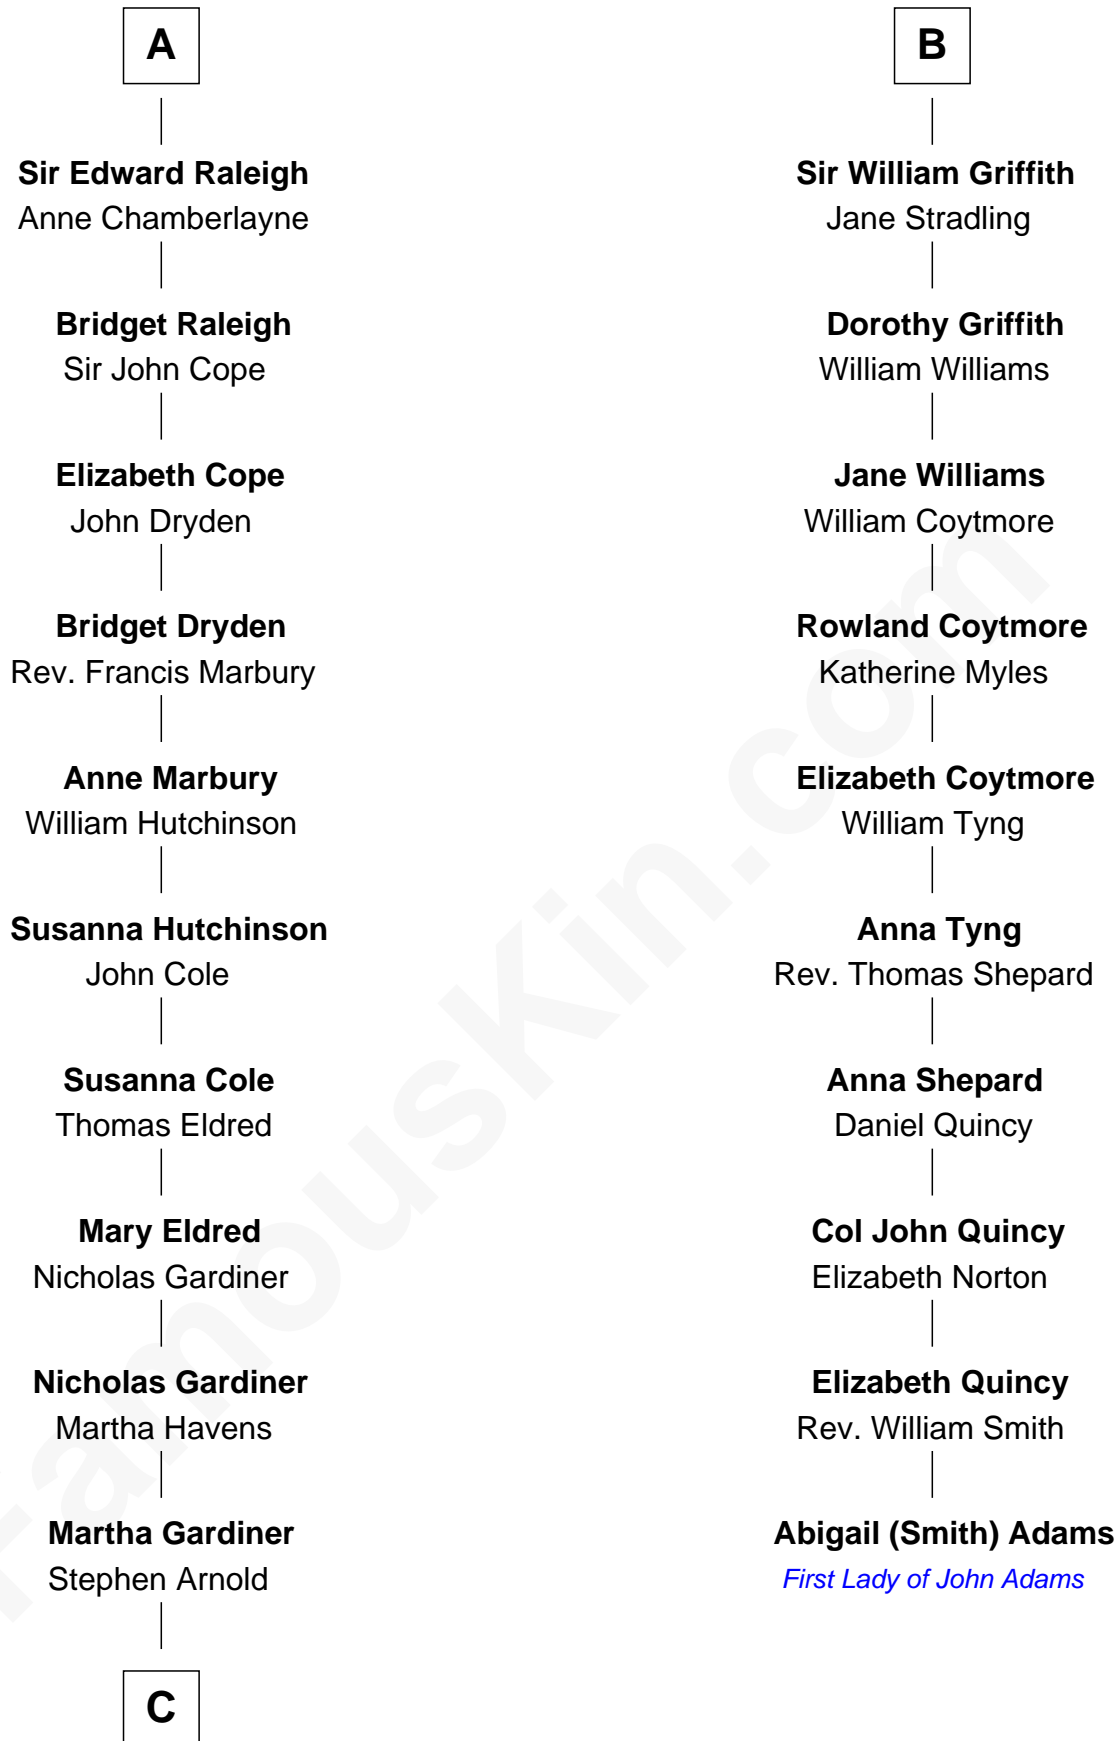 A
Sir Edward Raleigh
Anne Chamberlayne
Bridget Raleigh
Sir John Cope
Elizabeth Cope
John Dryden
Bridget Dryden
Rev. Francis Marbury
Anne Marbury
William Hutchinson
Susanna Hutchinson
John Cole
Susanna Cole
Thomas Eldred
Mary Eldred
Nicholas Gardiner
Nicholas Gardiner
Martha Havens
Martha Gardiner
Stephen Arnold
C
B
Sir William Griffith
Jane Stradling
Dorothy Griffith
William Williams
Jane Williams
William Coytmore
Rowland Coytmore
Katherine Myles
Elizabeth Coytmore
William Tyng
Anna Tyng
Rev. Thomas Shepard
Anna Shepard
Daniel Quincy
Col John Quincy
Elizabeth Norton
Elizabeth Quincy
Rev. William Smith
Abigail (Smith) Adams
First Lady of John Adams
FamousKin.com